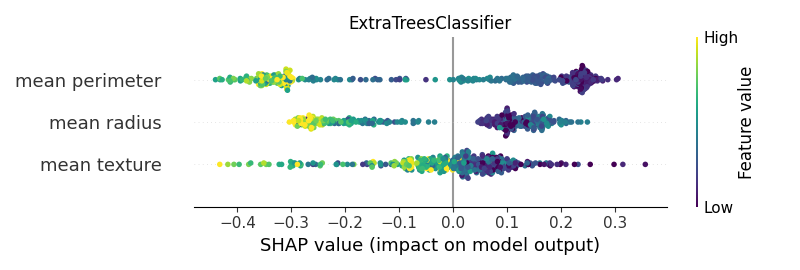 ExtraTreesClassifier
High
mean perimeter
mean radius
mean texture
Feature value
Low
−0.4 −0.3 −0.2 −0.1 0.0 0.1 0.2 0.3
SHAP value (impact on model output)